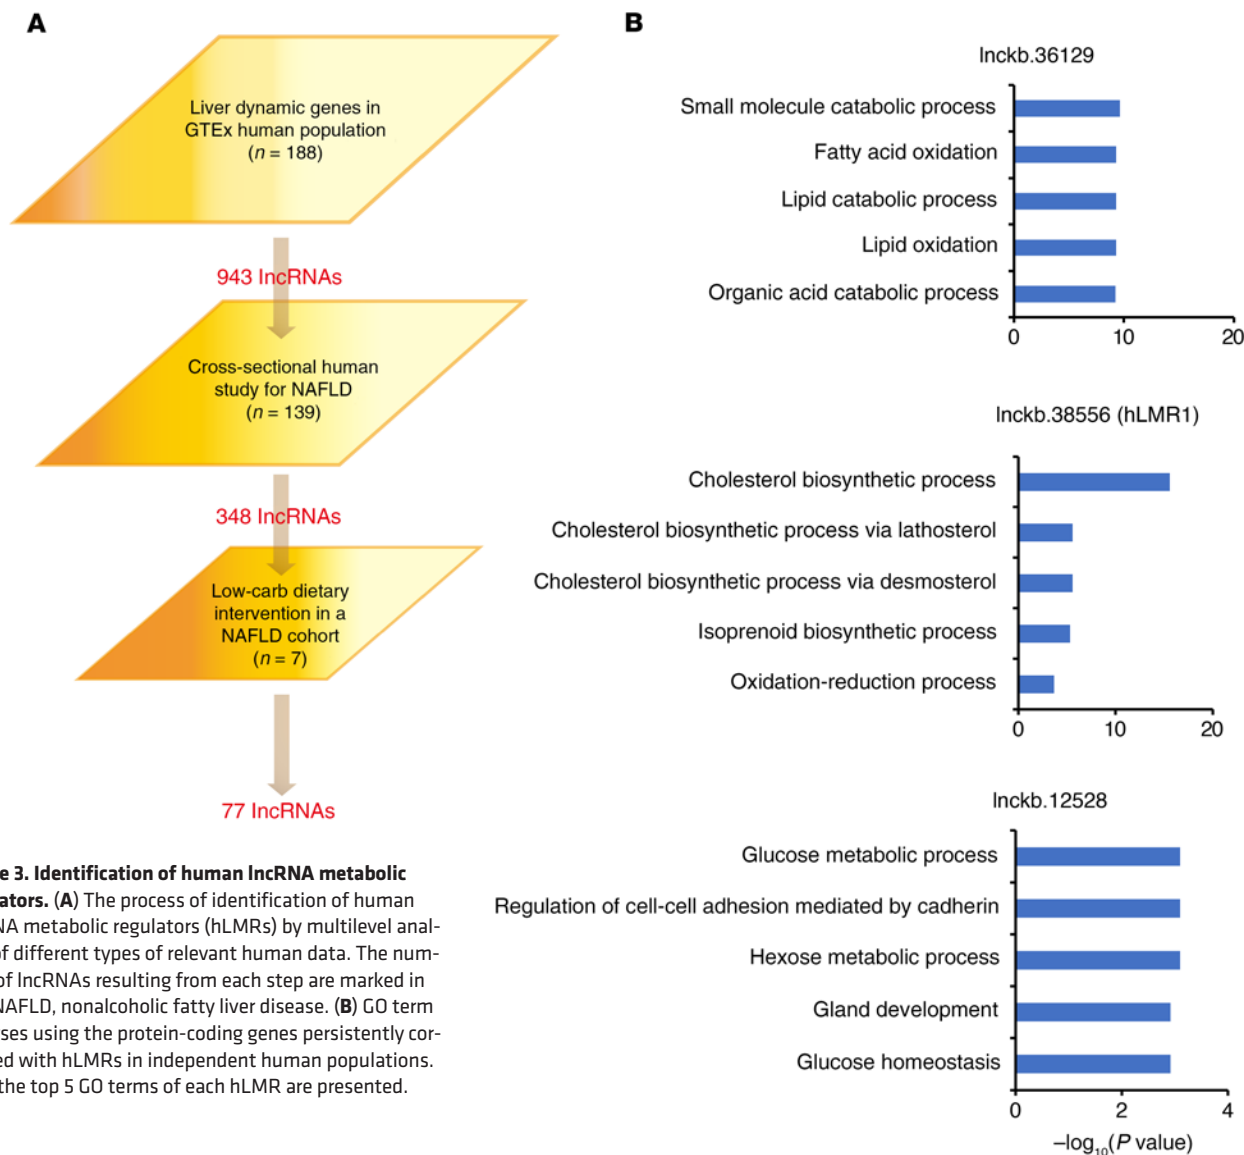 A
Liver dynamic genes in
GTEx human population
(n = 188)
943 lncRNAs
Cross-sectional human
study for NAFLD
(n = 139)
348 lncRNAs
Low-carb dietary
intervention in a
NAFLD cohort
(n = 7)
77 lncRNAs
e 3. Identification of human lncRNA metabolic
ators. (A) The process of identification of human
NA metabolic regulators (hLMRs) by multilevel anal-
of different types of relevant human data. The num-
of lncRNAs resulting from each step are marked in
NAFLD, nonalcoholic fatty liver disease. (B) GO term
ses using the protein-coding genes persistently cor-
ed with hLMRs in independent human populations.
the top 5 GO terms of each hLMR are presented.
B
lnckb.36129
Small molecule catabolic process
Fatty acid oxidation
Lipid catabolic process
Lipid oxidation
Organic acid catabolic process
0 10 20
lnckb.38556 (hLMR1)
Cholesterol biosynthetic process
Cholesterol biosynthetic process via lathosterol
Cholesterol biosynthetic process via desmosterol
Isoprenoid biosynthetic process
Oxidation-reduction process
0 10 20
lnckb.12528
Glucose metabolic process
Regulation of cell-cell adhesion mediated by cadherin
Hexose metabolic process
Gland development
Glucose homeostasis
0 2 4
–log10(P value)